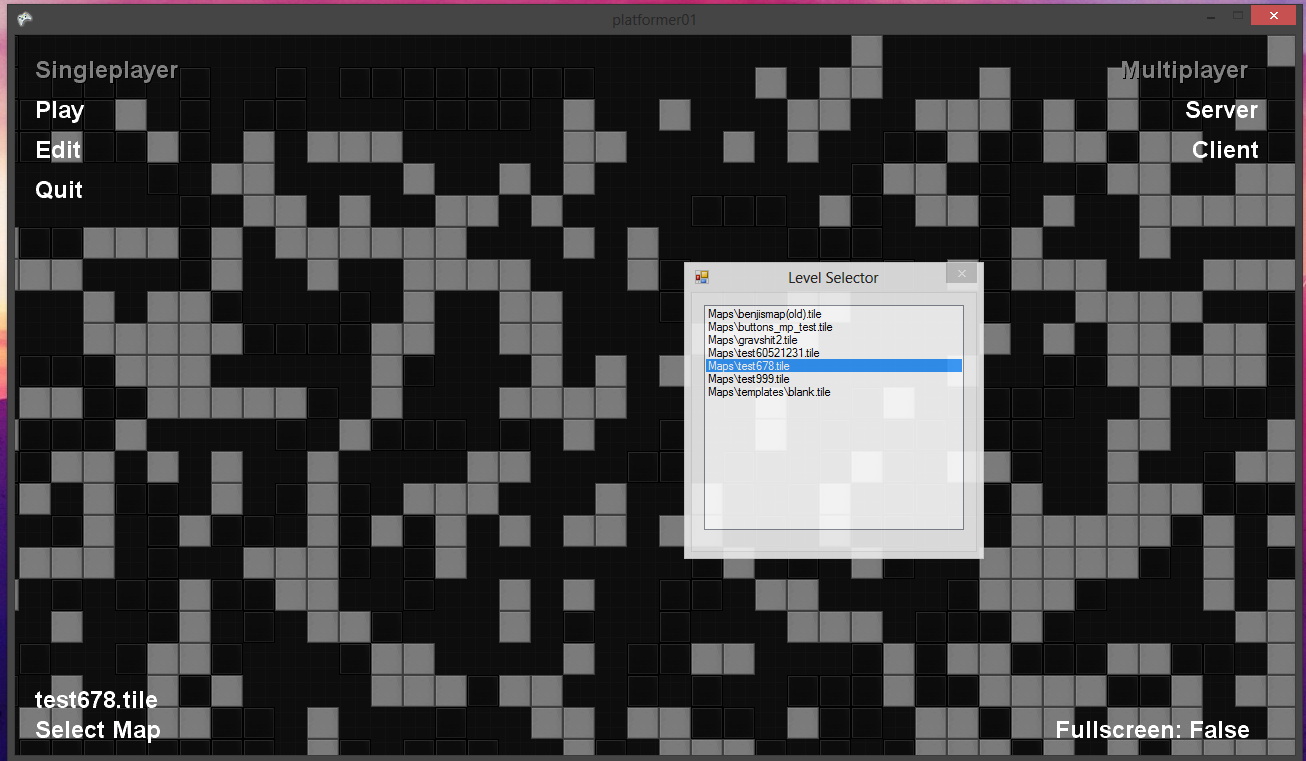 platformer01
Singleplayer
Multiplayer
Play
Server
Edit
Client
Quit
Level Selector
Maps\benjismap(old).tile
Maps\buttons_mp_test.tile
Maps\gravshit2.tile
Maps\test60521231.tile
Maps\test678.tile
Maps\test999.tile
Maps\templates\blank.tile
test678.tile
Select Map
Fullscreen: False